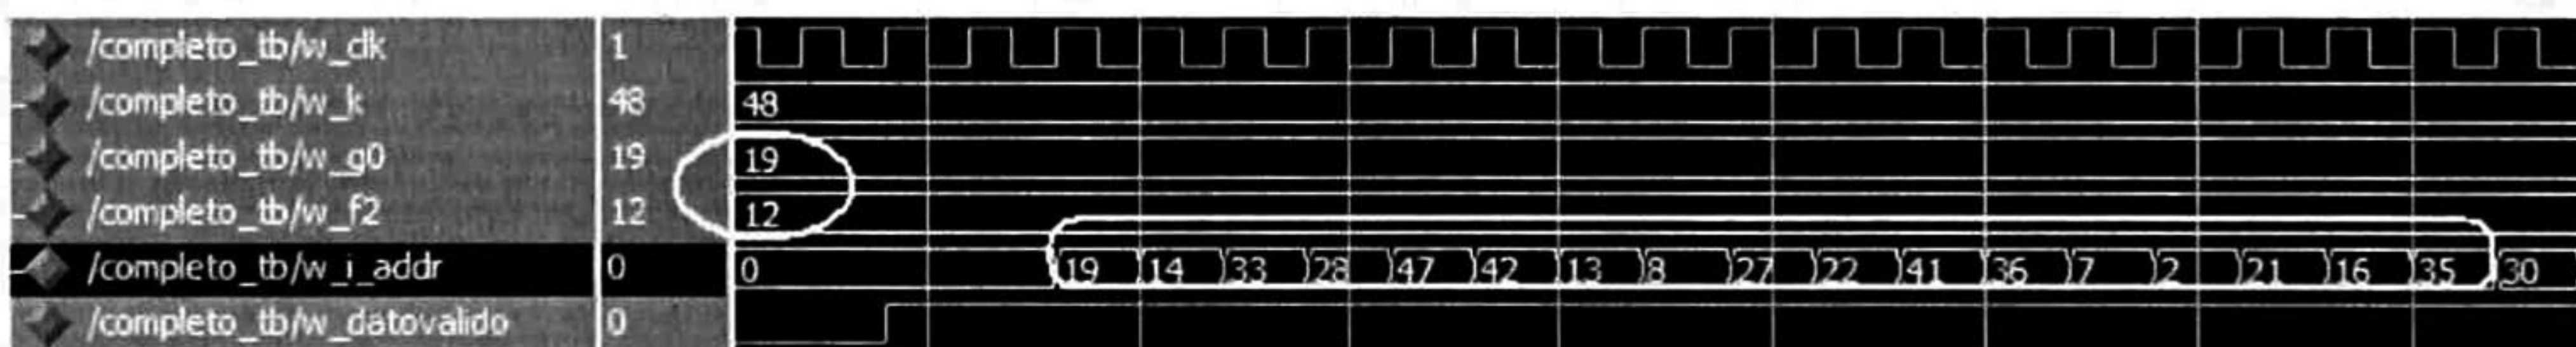 /completo_tb/w_clk 1
/completo_tb/w_k 48 48
/completo_tb/w_g0 19 19
/completo_tb/w_f2 12 12
/completo_tb/w_i_addr 0 0 19 14 33 28 47 42 13 8 27 22 41 36 7 2 21 16 35 30
/completo_tb/w_datovalido 0